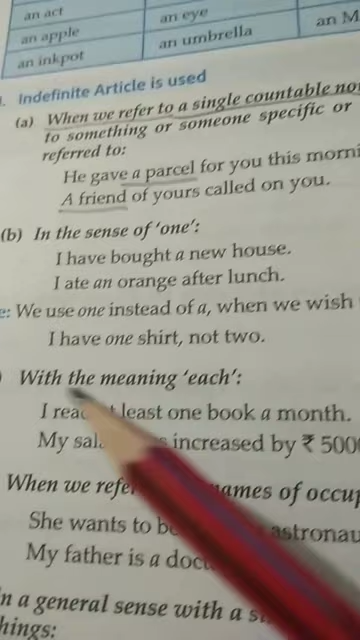 an act an eye
an apple an umbrella an M
an inkpot
. Indefinite Article is used
(a) When we refer to a single countable no
to something or someone specific or
referred to:
He gave a parcel for you this morni
A friend of yours called on you.
(b) In the sense of 'one':
I have bought a new house.
I ate an orange after lunch.
e: We use one instead of a, when we wish
I have one shirt, not two.
) With the meaning 'each':
I read least one book a month.
My sal increased by ₹ 500
When we refe names of occup
She wants to b astronau
My father is a doc
n a general sense with a s
hings: